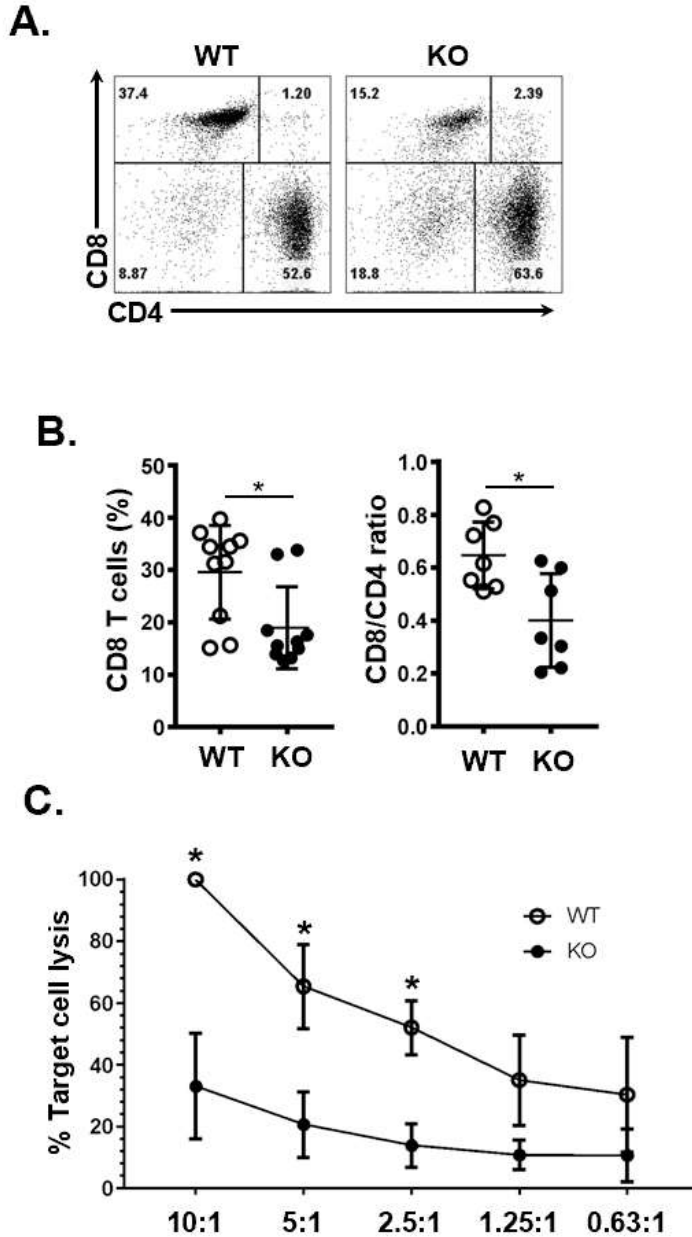 A.
WT KO
37.4 1.20 15.2 2.39
CD8
8.87 52.6 18.8 63.6
CD4
B.
CD8 T cells (%)
50
40
30
20
10
0
WT KO
*
CD8/CD4 ratio
1.0
0.8
0.6
0.4
0.2
0.0
WT KO
*
C.
% Target cell lysis
100
80
60
40
20
0
* * *
WT
KO
10:1 5:1 2.5:1 1.25:1 0.63:1